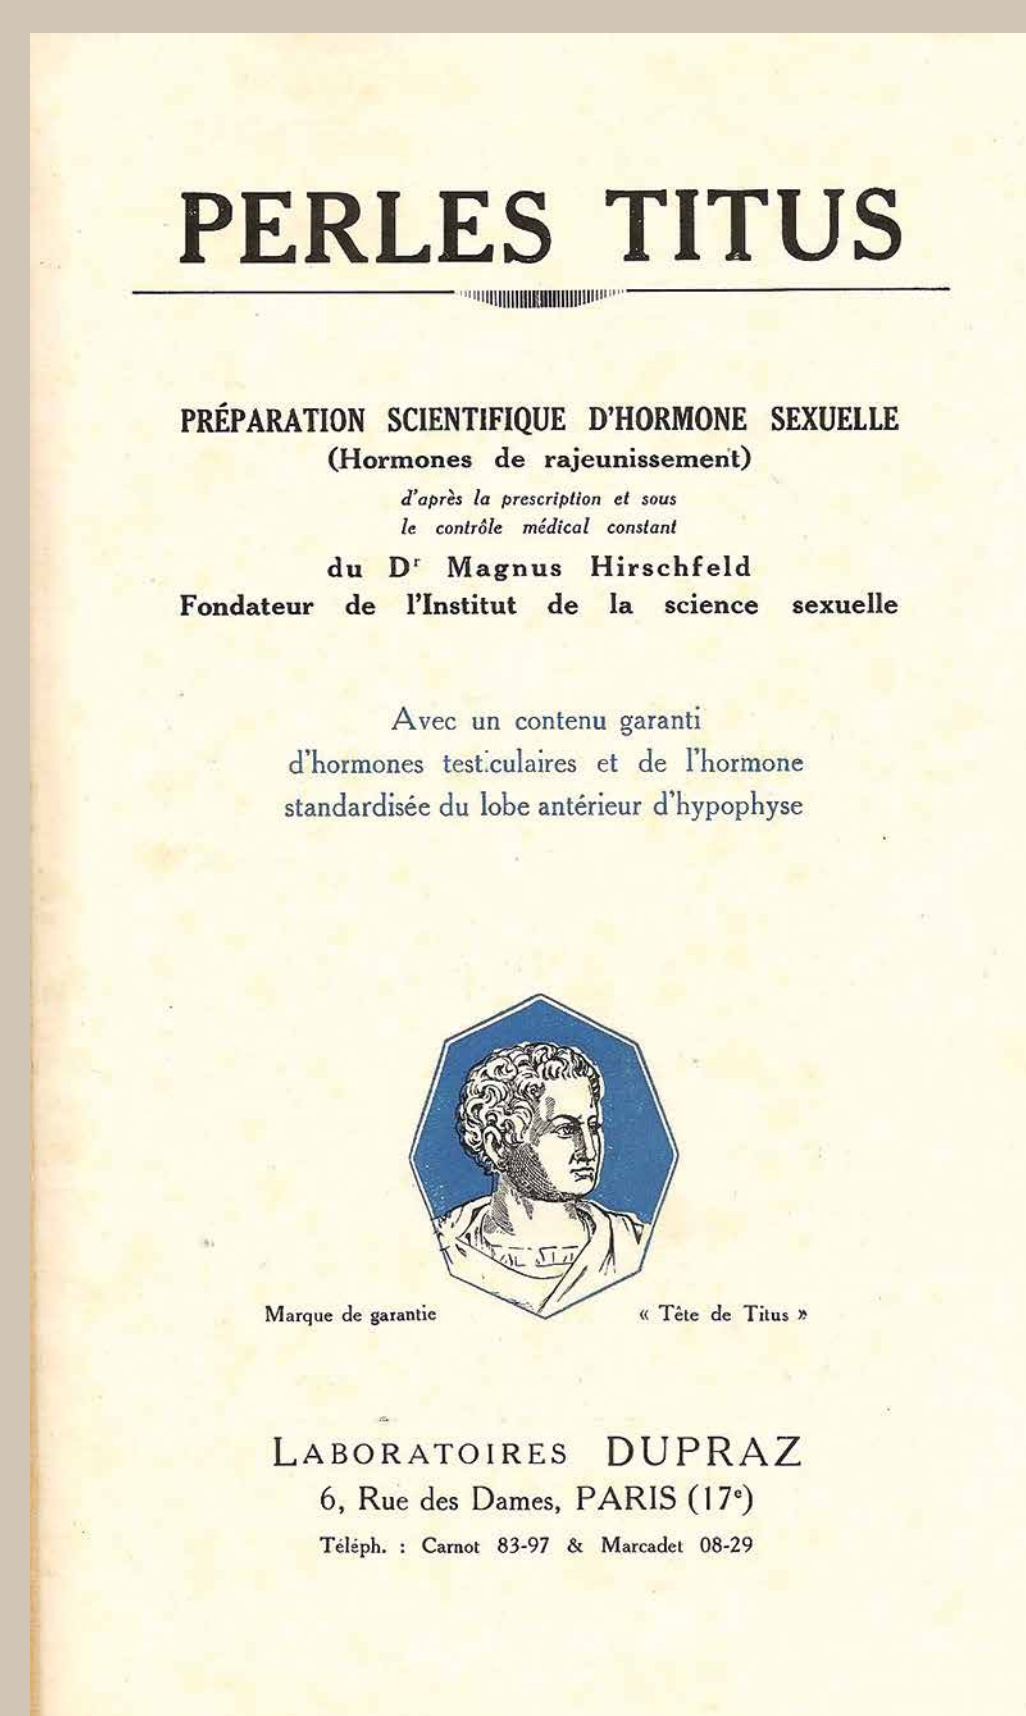 PERLES TITUS
PRÉPARATION SCIENTIFIQUE D'HORMONE SEXUELLE
(Hormones de rajeunissement)
d'après la prescription et sous
le contrôle médical constant
du Dʳ Magnus Hirschfeld
Fondateur de l'Institut de la science sexuelle
Avec un contenu garanti
d'hormones testiculaires et de l'hormone
standardisée du lobe antérieur d'hypophyse
Marque de garantie « Tête de Titus »
LABORATOIRES DUPRAZ
6, Rue des Dames, PARIS (17ᵉ)
Téléph. : Carnot 83-97 & Marcadet 08-29